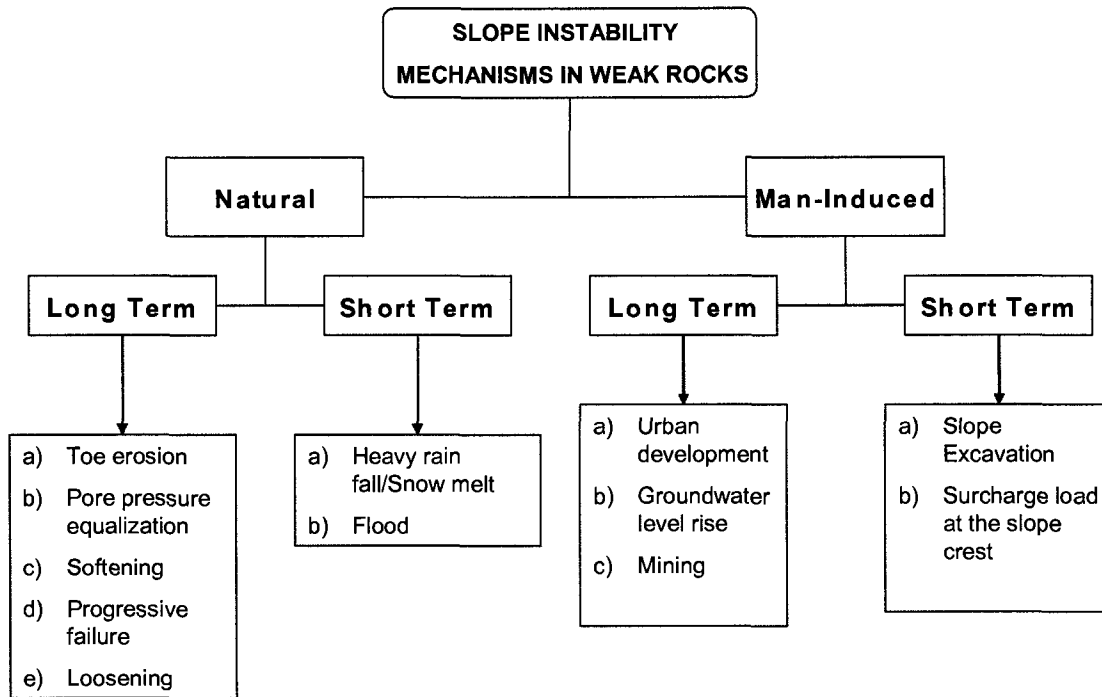 SLOPE INSTABILITY
MECHANISMS IN WEAK ROCKS
Natural
Man-Induced
Long Term
Short Term
Long Term
Short Term
a) Toe erosion
b) Pore pressure
equalization
c) Softening
d) Progressive
failure
e) Loosening
a) Heavy rain
fall/Snow melt
b) Flood
a) Urban
development
b) Groundwater
level rise
c) Mining
a) Slope
Excavation
b) Surcharge load
at the slope
crest